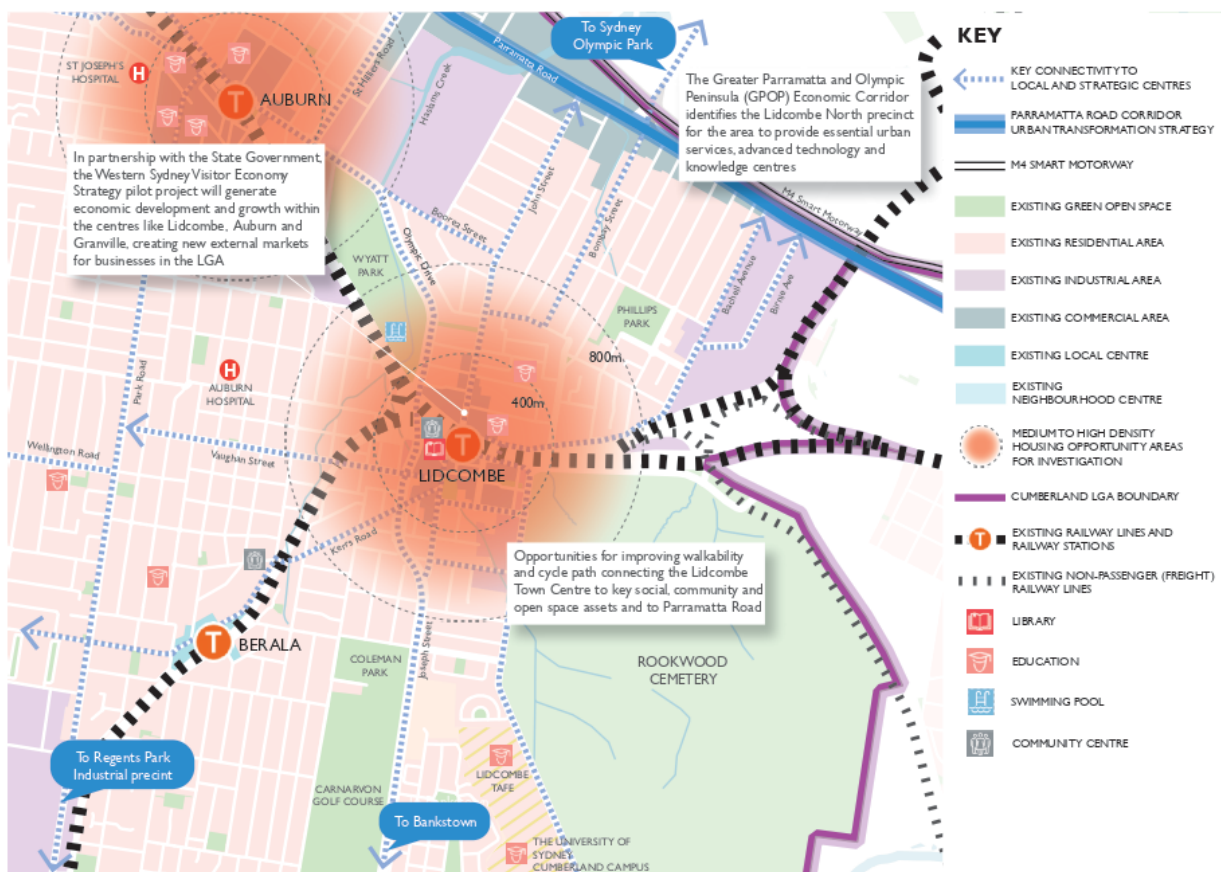 To Sydney
Olympic Park
KEY
ST JOSEPH'S
HOSPITAL
H
T
AUBURN
St Hilliers Road
Haslams Creek
Parramatta Road
The Greater Parramatta and Olympic
Peninsula (GPOP) Economic Corridor
identifies the Lidcombe North precinct
for the area to provide essential urban
services, advanced technology and
knowledge centres
In partnership with the State Government,
the Western Sydney Visitor Economy
Strategy pilot project will generate
economic development and growth within
the centres like Lidcombe, Auburn and
Granville, creating new external markets
for businesses in the LGA
John Street
Bombay Street
Boorea Street
Olympic Drive
M4 Smart Motorway
WYATT
PARK
Bachell Avenue
Birnie Ave
PHILLIPS
PARK
800m
400m
H
AUBURN
HOSPITAL
Park Road
Wellington Road
Vaughan Street
T
LIDCOMBE
Kerrs Road
Opportunities for improving walkability
and cycle path connecting the Lidcombe
Town Centre to key social, community and
open space assets and to Parramatta Road
T
BERALA
COLEMAN
PARK
Joseph Street
ROOKWOOD
CEMETERY
To Regents Park
Industrial precint
LIDCOMBE
TAFE
CARNARVON
GOLF COURSE
To Bankstown
THE UNIVERSITY OF
SYDNEY
CUMBERLAND CAMPUS
KEY CONNECTIVITY TO
LOCAL AND STRATEGIC CENTRES
PARRAMATTA ROAD CORRIDOR
URBAN TRANSFORMATION STRATEGY
M4 SMART MOTORWAY
EXISTING GREEN OPEN SPACE
EXISTING RESIDENTIAL AREA
EXISTING INDUSTRIAL AREA
EXISTING COMMERCIAL AREA
EXISTING LOCAL CENTRE
EXISTING
NEIGHBOURHOOD CENTRE
MEDIUM TO HIGH DENSITY
HOUSING OPPORTUNITY AREAS
FOR INVESTIGATION
CUMBERLAND LGA BOUNDARY
T
EXISTING RAILWAY LINES AND
RAILWAY STATIONS
EXISTING NON-PASSENGER (FREIGHT)
RAILWAY LINES
LIBRARY
EDUCATION
SWIMMING POOL
COMMUNITY CENTRE